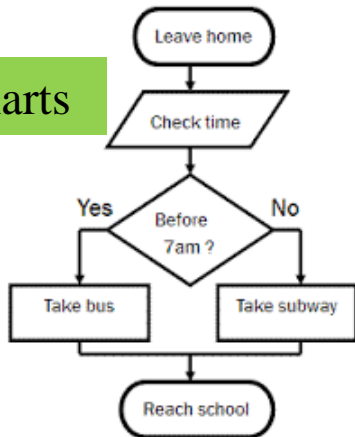 Leave home
arts
Check time
Yes
No
Before
7am ?
Take bus
Take subway
Reach school